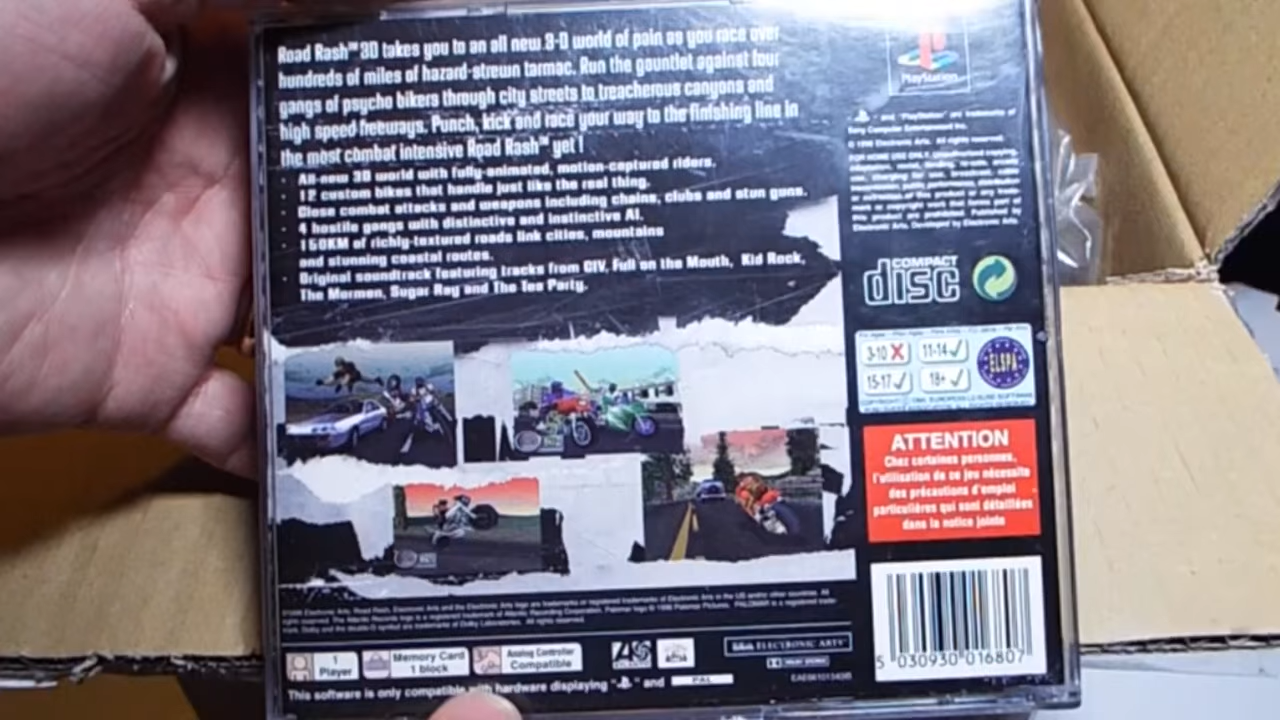 Road Rash™ 3D takes you to an all new 3-D world of pain as you race over
hundreds of miles of hazard-strewn tarmac. Run the gauntlet against four
gangs of psycho bikers through city streets to treacherous canyons and
high speed freeways. Punch, kick and race your way to the finishing line in
the most combat intensive Road Rash™ yet!
· All-new 3D world with fully-animated, motion-captured riders.
· 12 custom bikes that handle just like the real thing.
· Close combat attacks and weapons including chains, clubs and stun guns.
· 4 hostile gangs with distinctive and instinctive AI.
· 150KM of richly-textured roads link cities, mountains
and stunning coastal routes.
· Original soundtrack featuring tracks from CIV, Full on the Mouth, Kid Rock,
The Mermen, Sugar Ray and The Tea Party.
PlayStation
and "PlayStation" are trademarks of
Sony Computer Entertainment Inc.
© 1998 Electronic Arts. All rights reserved.
FOR HOME USE ONLY.
this product are prohibited. Published by
Electronic Arts. Developed by Electronic Arts.
COMPACT
disc
3-10 11-14
15-17 18+
ELSPA
ATTENTION
Chez certaines personnes,
l'utilisation de ce jeu nécessite
des précautions d'emploi
particulières qui sont détaillées
dans la notice jointe
1
Player
Memory Card
1 block
Analog Controller
Compatible
ELECTRONIC ARTS
This software is only compatible with hardware displaying " " and PAL
5 030930 016807